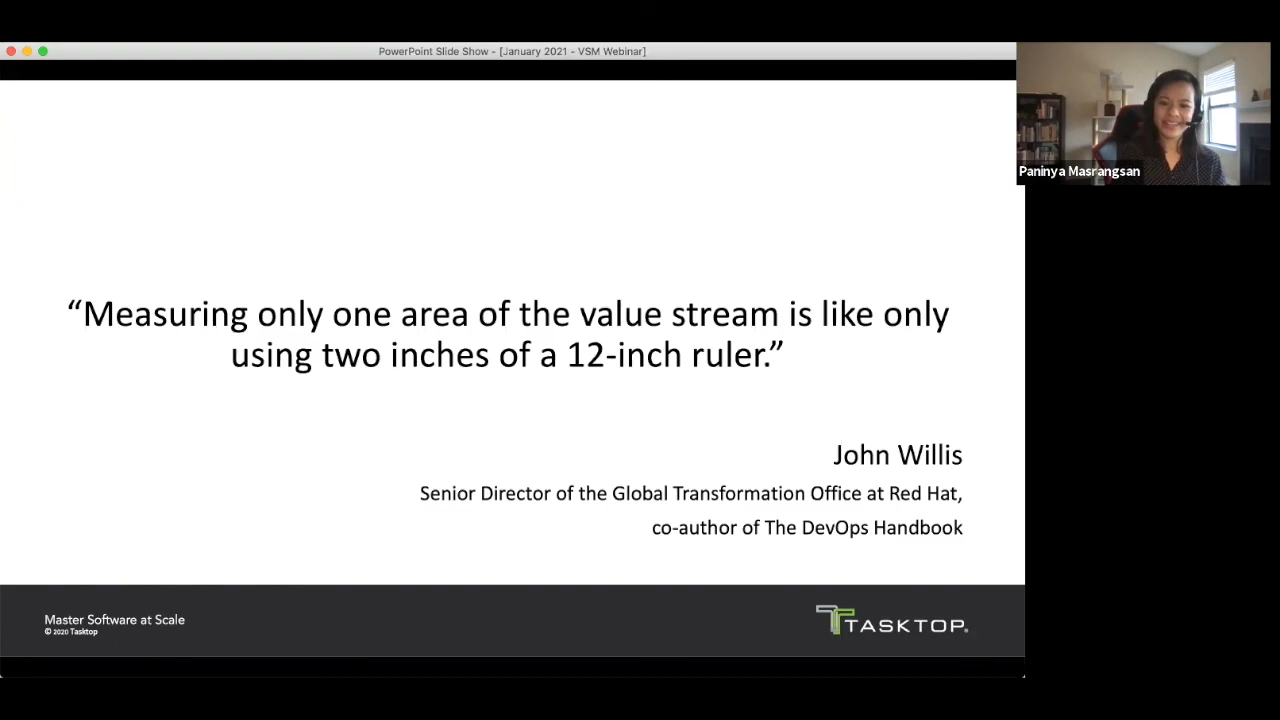 PowerPoint Slide Show - [January 2021 - VSM Webinar]
Paninya Masrangsan
“Measuring only one area of the value stream is like only
using two inches of a 12-inch ruler.”
John Willis
Senior Director of the Global Transformation Office at Red Hat,
co-author of The DevOps Handbook
Master Software at Scale
© 2020 Tasktop
TASKTOP®